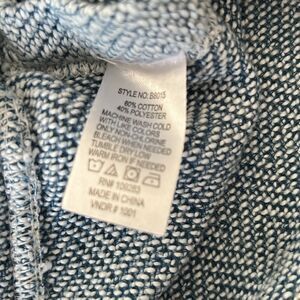 STYLE NO: B8015
60% COTTON
40% POLYESTER
MACHINE WASH COLD
WITH LIKE COLORS
ONLY NON-CHLORINE
BLEACH WHEN NEEDED
TUMBLE DRY LOW
WARM IRON IF NEEDED
RN# 109283
MADE IN CHINA
VNDR # 1001